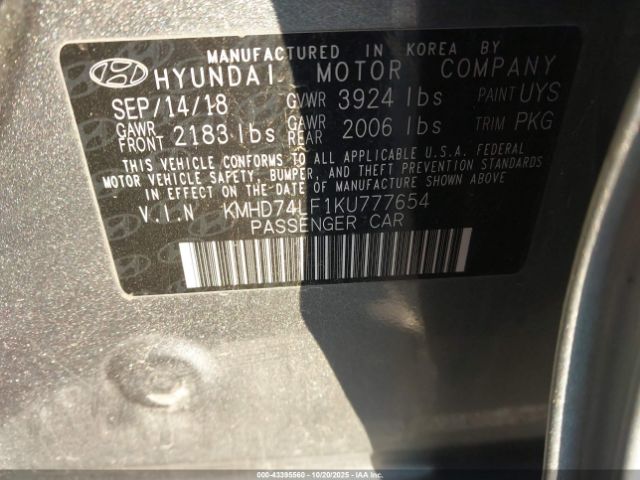 MANUFACTURED IN KOREA BY
HYUNDAI MOTOR COMPANY
SEP/14/18 GVWR 3924 lbs PAINT UYS
GAWR FRONT 2183 lbs GAWR REAR 2006 lbs TRIM PKG
THIS VEHICLE CONFORMS TO ALL APPLICABLE U.S.A. FEDERAL
MOTOR VEHICLE SAFETY, BUMPER, AND THEFT PREVENTION STANDARDS
IN EFFECT ON THE DATE OF MANUFACTURE SHOWN ABOVE
V.I.N KMHD74LF1KU777654
PASSENGER CAR
000-43395560 | 10/20/2025 | IAAI.COM